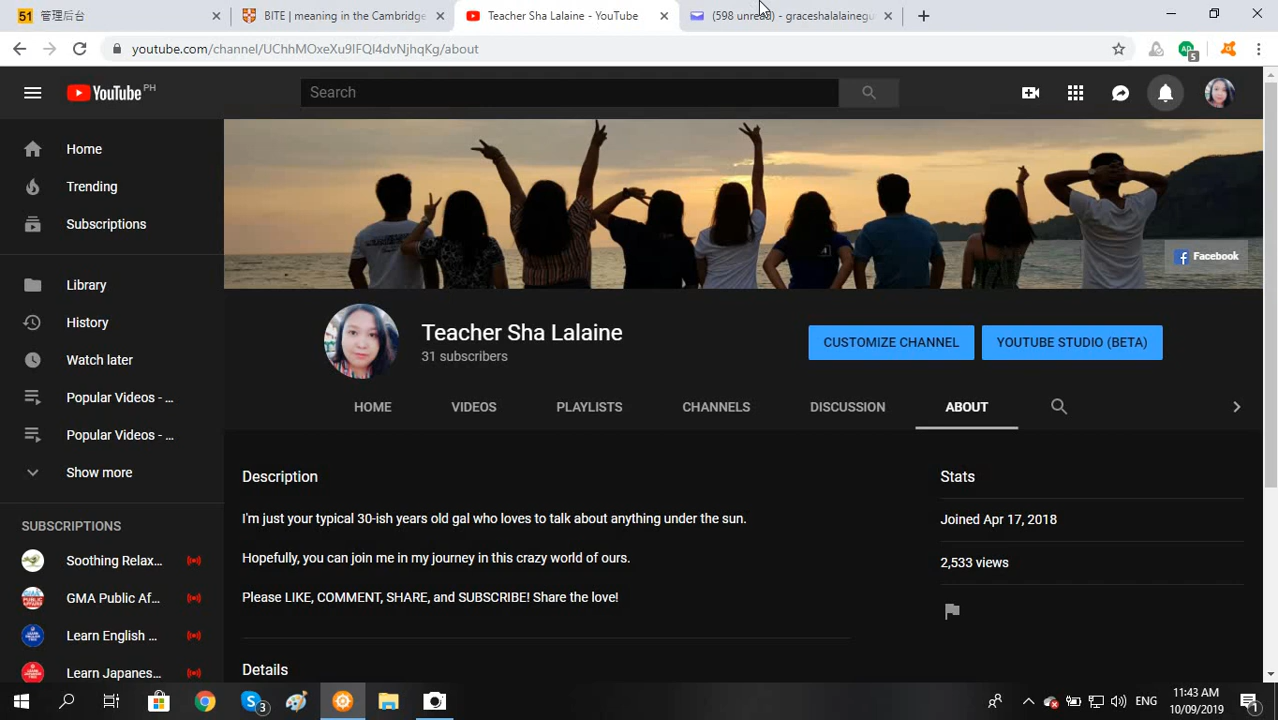 51 管理后台
BITE | meaning in the Cambridge
Teacher Sha Lalaine - YouTube
(598 unread) - graceshalalainegu
youtube.com/channel/UChhMOxeXu9IFQI4dvNjhqKg/about
5
YouTube PH
Search
Home
Trending
Subscriptions
Library
History
Watch later
Popular Videos - ...
Popular Videos - ...
Show more
SUBSCRIPTIONS
Soothing Relax...
GMA Public Af...
Learn English ...
Learn Japanes...
Facebook
Teacher Sha Lalaine
31 subscribers
CUSTOMIZE CHANNEL
YOUTUBE STUDIO (BETA)
HOME VIDEOS PLAYLISTS CHANNELS DISCUSSION ABOUT
Description
I'm just your typical 30-ish years old gal who loves to talk about anything under the sun.
Hopefully, you can join me in my journey in this crazy world of ours.
Please LIKE, COMMENT, SHARE, and SUBSCRIBE! Share the love!
Details
Stats
Joined Apr 17, 2018
2,533 views
3
ENG
11:43 AM
10/09/2019
1